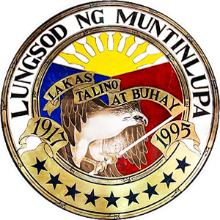 LUNGSOD NG MUNTINLUPA
LAKAS
TALINO
AT BUHAY
1917
1995